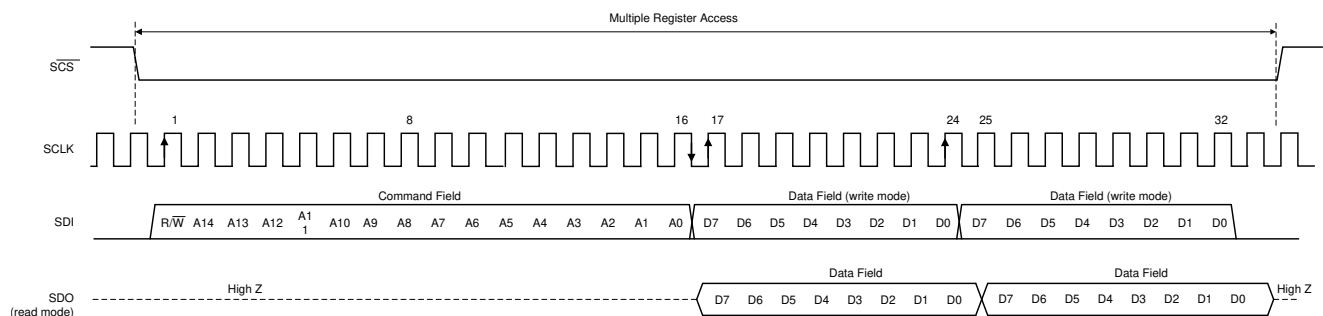 Multiple Register Access
SCS
1 8 16 17 24 25 32
SCLK
Command Field Data Field (write mode) Data Field (write mode)
SDI R/W A14 A13 A12 A1 A10 A9 A8 A7 A6 A5 A4 A3 A2 A1 A0 D7 D6 D5 D4 D3 D2 D1 D0 D7 D6 D5 D4 D3 D2 D1 D0
1
Data Field Data Field
High Z High Z
SDO D7 D6 D5 D4 D3 D2 D1 D0 D7 D6 D5 D4 D3 D2 D1 D0
(read mode)